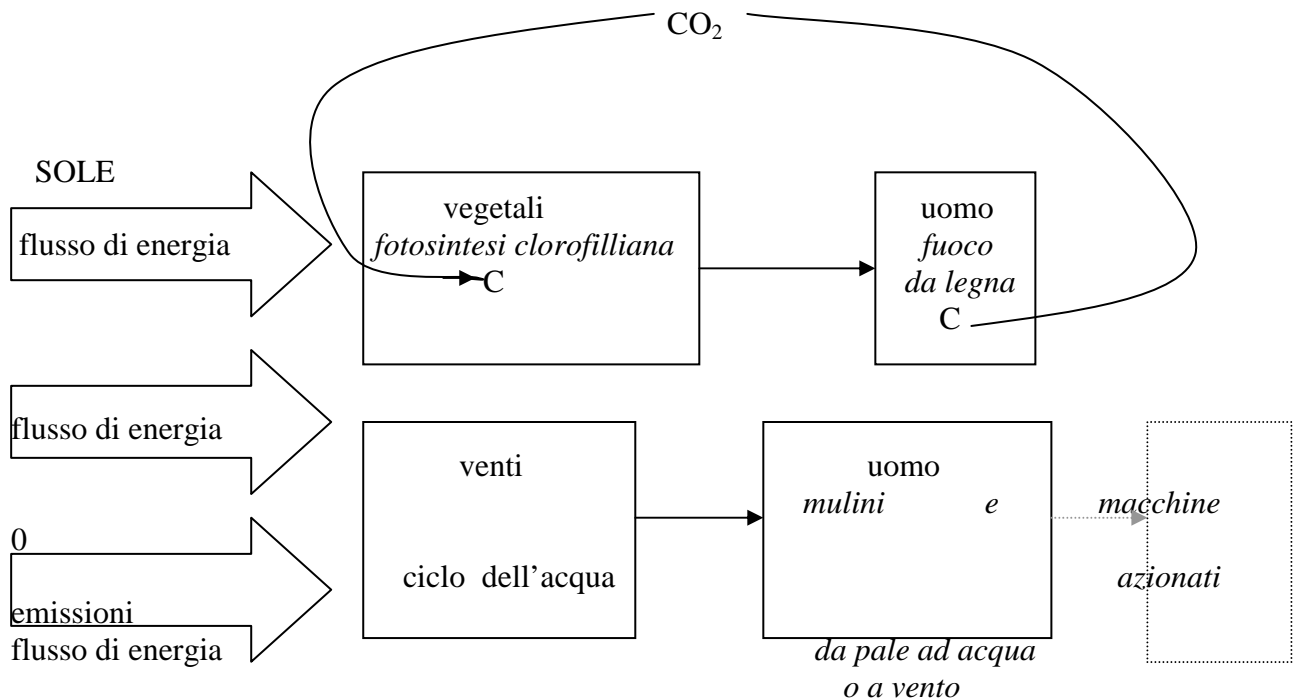 CO₂
SOLE
flusso di energia
vegetali
fotosintesi clorofilliana
C
uomo
fuoco
da legna
C
flusso di energia
venti
ciclo dell'acqua
uomo
mulini e macchine
azionati
da pale ad acqua
o a vento
0
emissioni
flusso di energia